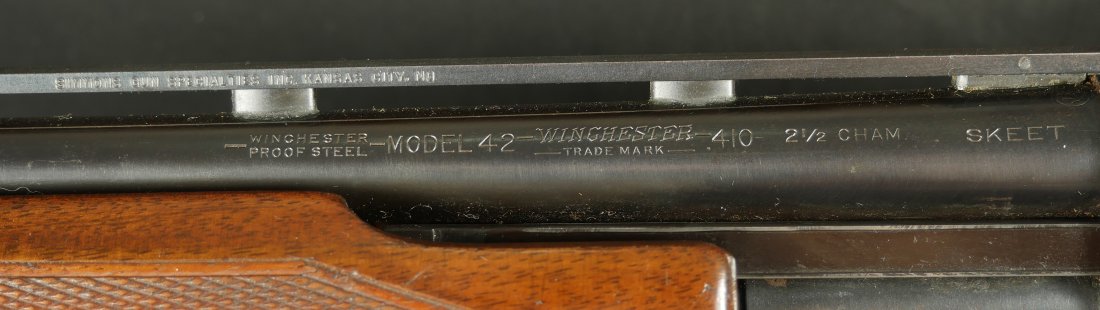 SIMMONS GUN SPECIALTIES INC. KANSAS CITY, MO
WINCHESTER
PROOF STEEL
MODEL 42
WINCHESTER
TRADE MARK
.410 2½ CHAM. SKEET